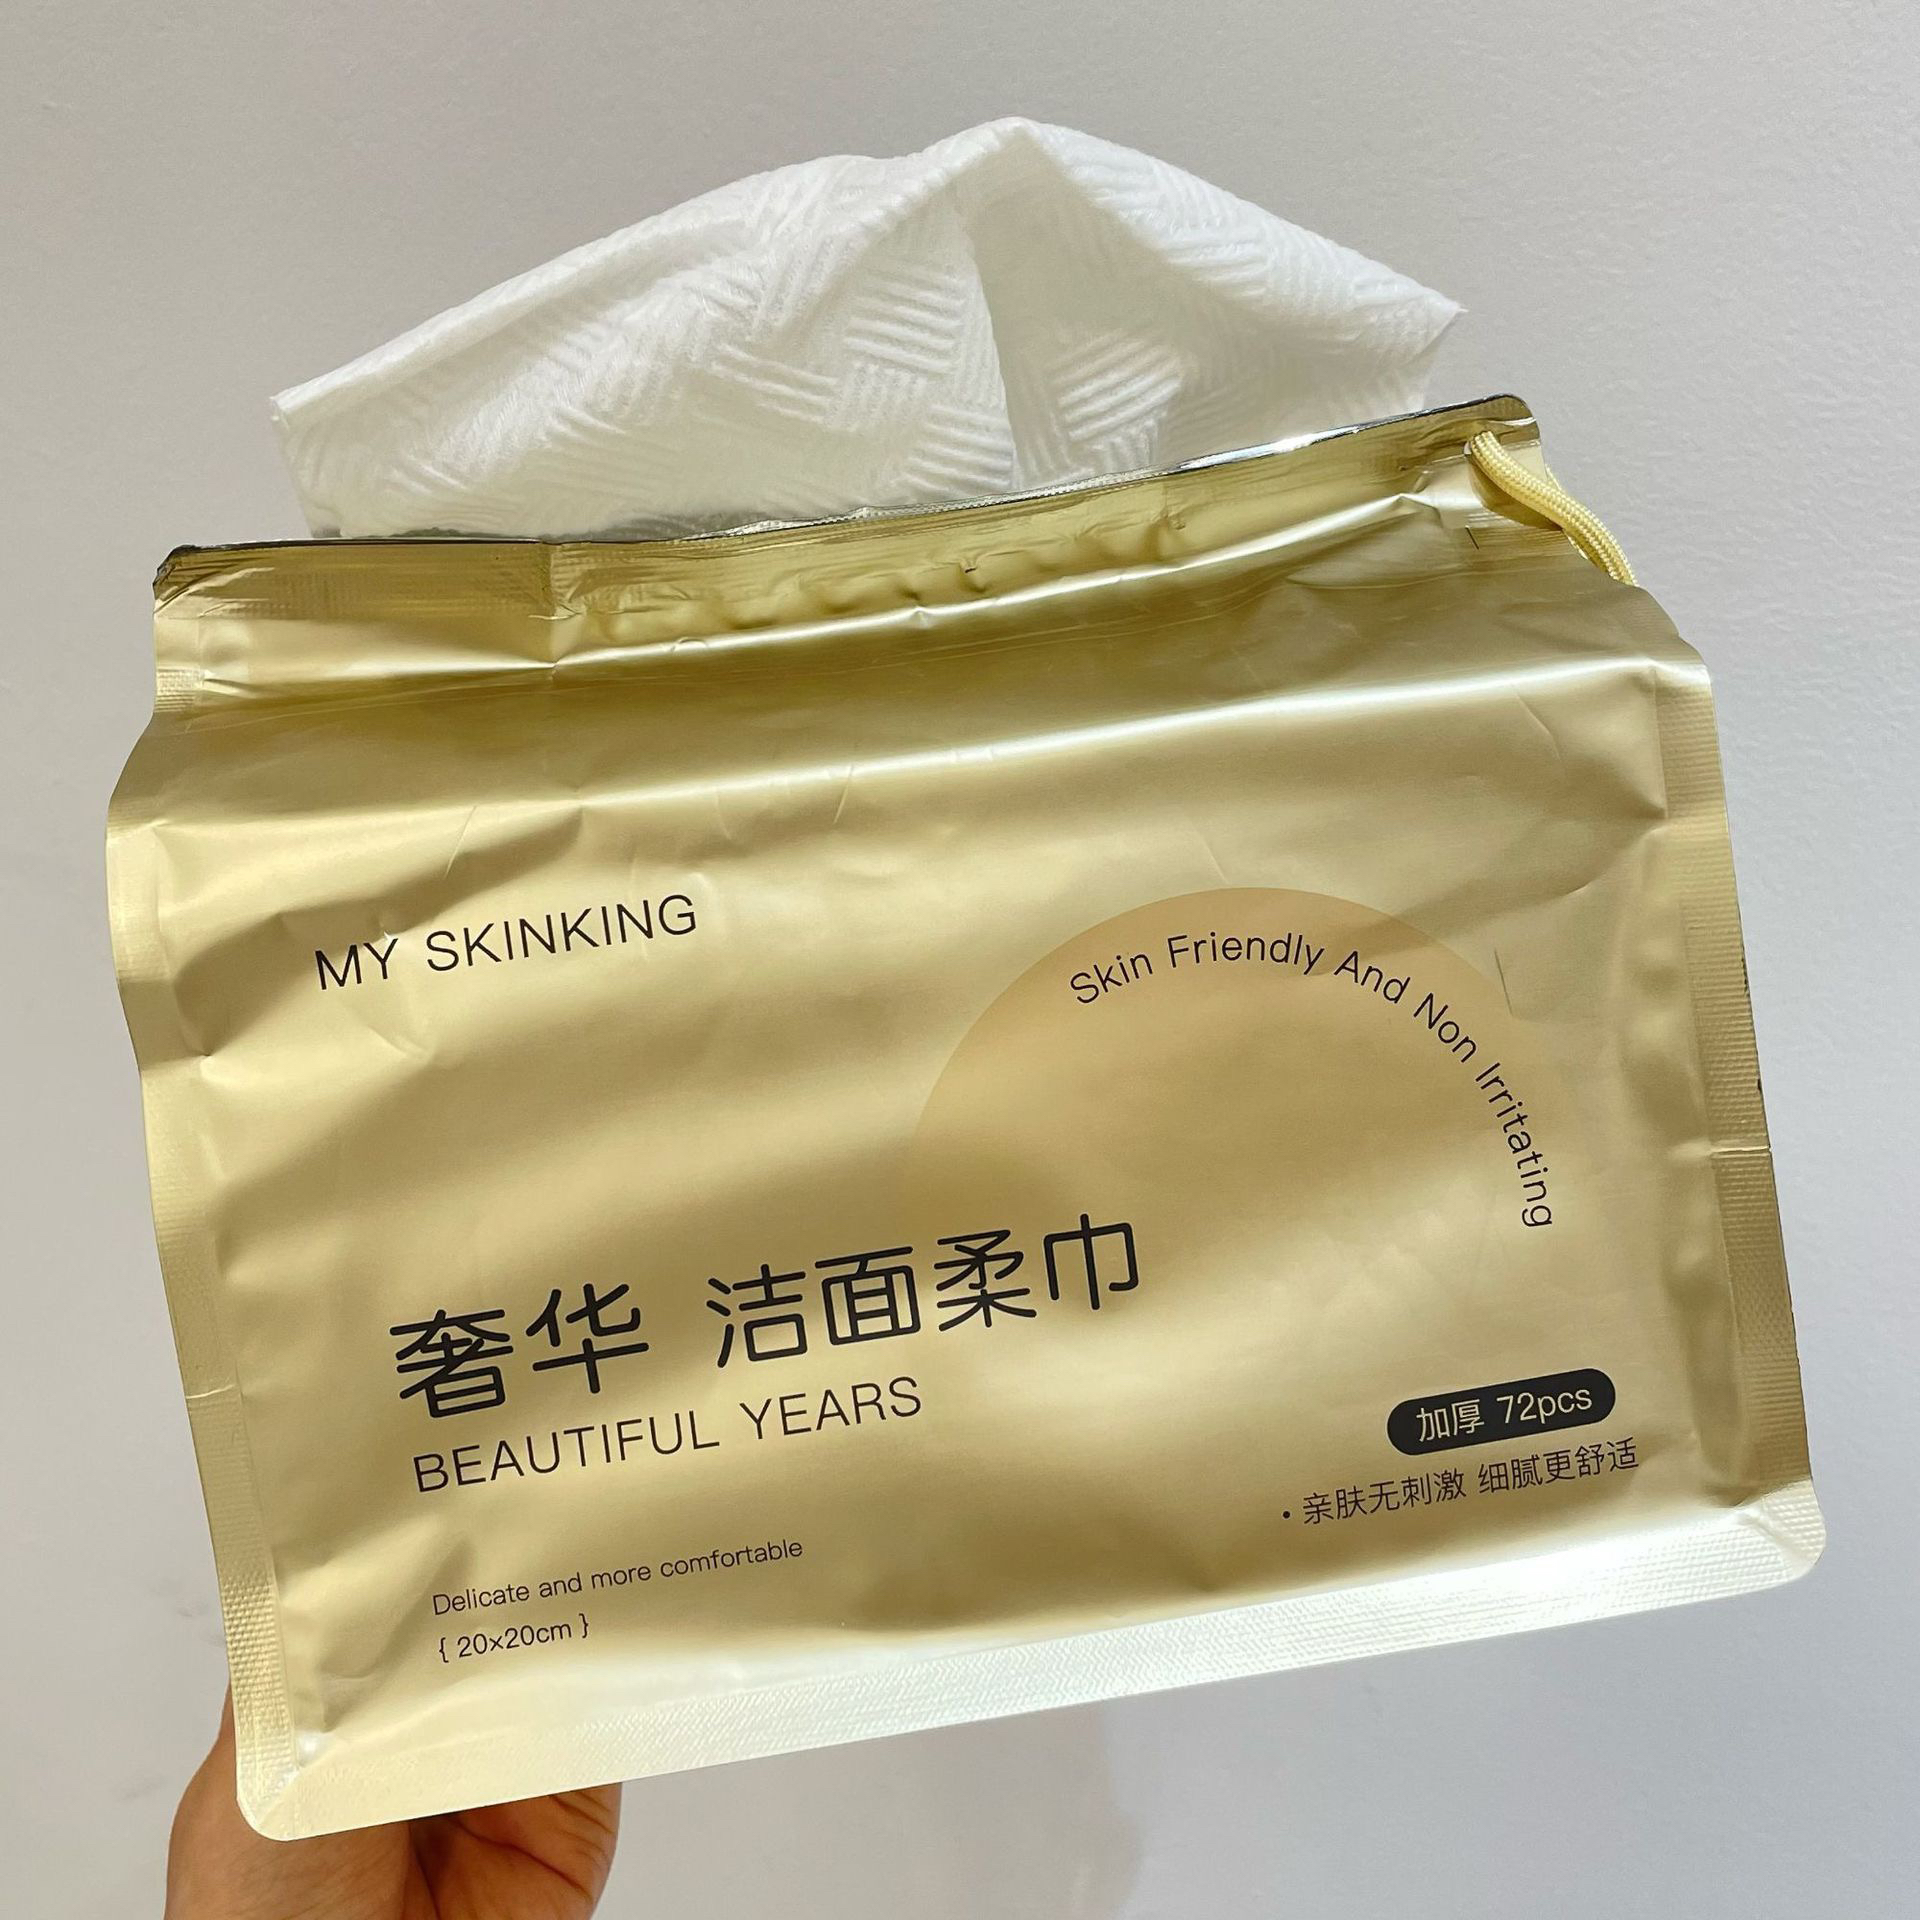 MY SKINKING
Skin Friendly And Non Irritating
奢华 洁面柔巾
BEAUTIFUL YEARS
加厚 72pcs
• 亲肤无刺激 细腻更舒适
Delicate and more comfortable
{ 20×20cm }